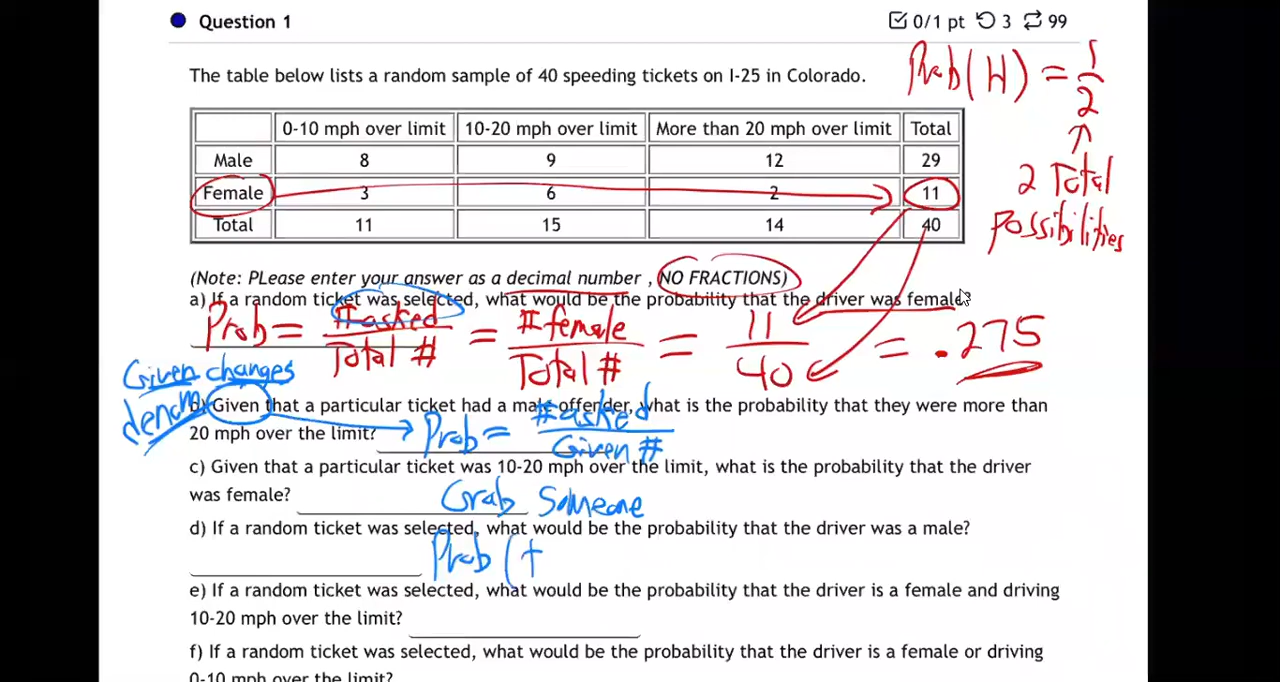 Question 1
0/1 pt 3 99
The table below lists a random sample of 40 speeding tickets on I-25 in Colorado.
Prob(H) = 1/2
0-10 mph over limit 10-20 mph over limit More than 20 mph over limit Total
Male 8 9 12 29
Female 3 6 2 11
Total 11 15 14 40
2 Total
Possibilities
(Note: PLease enter your answer as a decimal number , NO FRACTIONS)
a) If a random ticket was selected, what would be the probability that the driver was female?
Prob = # asked / Total # = # female / Total # = 11 / 40 = .275
Given changes
denom
b) Given that a particular ticket had a male offender, what is the probability that they were more than
20 mph over the limit?
Prob = # asked / Given #
c) Given that a particular ticket was 10-20 mph over the limit, what is the probability that the driver
was female?
Grab Someone
d) If a random ticket was selected, what would be the probability that the driver was a male?
Prob (
e) If a random ticket was selected, what would be the probability that the driver is a female and driving
10-20 mph over the limit?
f) If a random ticket was selected, what would be the probability that the driver is a female or driving
0-10 mph over the limit?